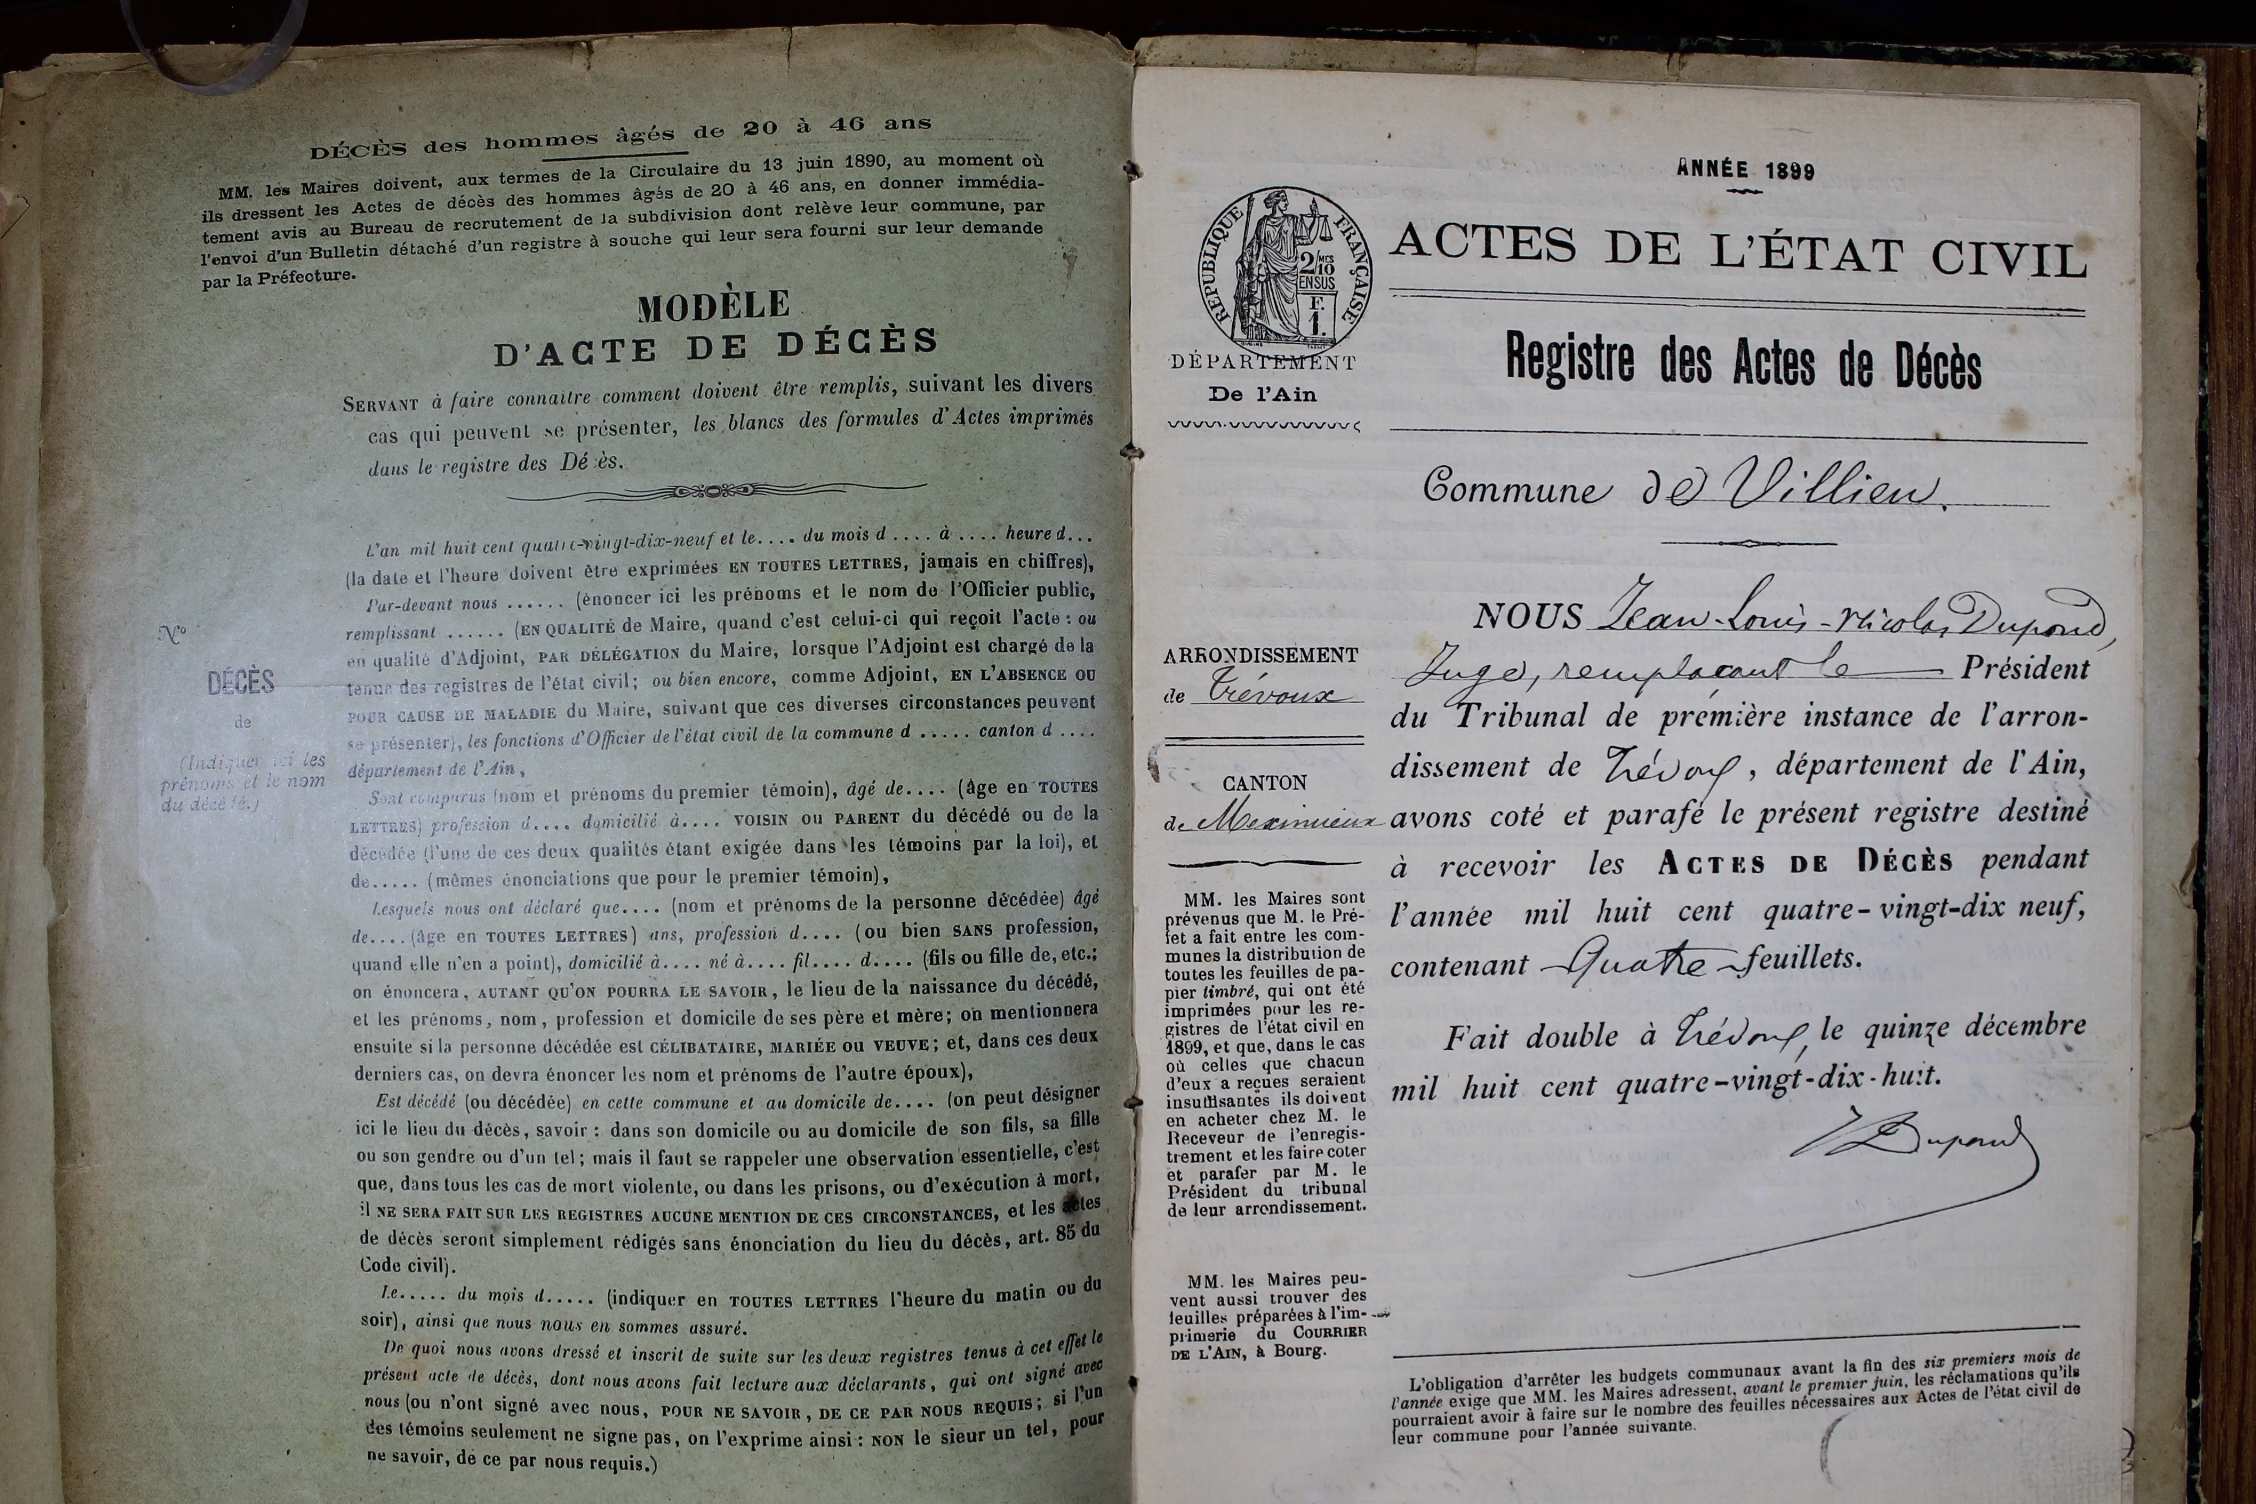 DÉCÈS des hommes âgés de 20 à 46 ans
MM. les Maires doivent, aux termes de la Circulaire du 13 juin 1890, au moment où
ils dressent les Actes de décès des hommes âgés de 20 à 46 ans, en donner immédia-
tement avis au Bureau de recrutement de la subdivision dont relève leur commune, par
l'envoi d'un Bulletin détaché d'un registre à souche qui leur sera fourni sur leur demande
par la Préfecture.
MODÈLE
D'ACTE DE DÉCÈS
SERVANT à faire connaître comment doivent être remplis, suivant les divers
cas qui peuvent se présenter, les blancs des formules d'Actes imprimés
dans le registre des Dé ès.
L'an mil huit cent quatre-vingt-dix-neuf et le.... du mois d .... à .... heure d...
(la date et l'heure doivent être exprimées EN TOUTES LETTRES, jamais en chiffres),
Par-devant nous ...... (énoncer ici les prénoms et le nom de l'Officier public,
remplissant ...... (EN QUALITÉ de Maire, quand c'est celui-ci qui reçoit l'acte : ou
en qualité d'Adjoint, PAR DÉLÉGATION du Maire, lorsque l'Adjoint est chargé de la
tenue des registres de l'état civil; ou bien encore, comme Adjoint, EN L'ABSENCE OU
POUR CAUSE DE MALADIE du Maire, suivant que ces diverses circonstances peuvent
se présenter), les fonctions d'Officier de l'état civil de la commune d ..... canton d ....
département de l'Ain,
Sont comparus (nom et prénoms du premier témoin), âgé de.... (âge en TOUTES
LETTRES) profession d.... domicilié à.... VOISIN ou PARENT du décédé ou de la
décédée (l'une de ces deux qualités étant exigée dans les témoins par la loi), et
de..... (mêmes énonciations que pour le premier témoin),
Lesquels nous ont déclaré que.... (nom et prénoms de la personne décédée) âgé
de.... (âge en TOUTES LETTRES) ans, profession d.... (ou bien SANS profession,
quand elle n'en a point), domicilié à.... né à.... fil.... d.... (fils ou fille de, etc.;
on énoncera, AUTANT QU'ON POURRA LE SAVOIR, le lieu de la naissance du décédé,
et les prénoms, nom, profession et domicile de ses père et mère; on mentionnera
ensuite si la personne décédée est CÉLIBATAIRE, MARIÉE OU VEUVE; et, dans ces deux
derniers cas, on devra énoncer les nom et prénoms de l'autre époux),
Est décédé (ou décédée) en cette commune et au domicile de.... (on peut désigner
ici le lieu du décès, savoir : dans son domicile ou au domicile de son fils, sa fille
ou son gendre ou d'un tel; mais il faut se rappeler une observation essentielle, c'est
que, dans tous les cas de mort violente, ou dans les prisons, ou d'exécution à mort,
il NE SERA FAIT SUR LES REGISTRES AUCUNE MENTION DE CES CIRCONSTANCES, et les actes
de décès seront simplement rédigés sans énonciation du lieu du décès, art. 85 du
Code civil).
Le..... du mois d..... (indiquer en TOUTES LETTRES l'heure du matin ou du
soir), ainsi que nous nous en sommes assuré.
De quoi nous avons dressé et inscrit de suite sur les deux registres tenus à cet effet le
présent acte de décès, dont nous avons fait lecture aux déclarants, qui ont signé avec
nous (ou n'ont signé avec nous, POUR NE SAVOIR, DE CE PAR NOUS REQUIS; si l'un
des témoins seulement ne signe pas, on l'exprime ainsi : NON le sieur un tel, pour
ne savoir, de ce par nous requis.)
N°
DÉCÈS
de
(Indiquer ici les
prénoms et le nom
du décédé.)
ANNÉE 1899
RÉPUBLIQUE FRANÇAISE
2/10 MES
EN SUS
F.
1.
DÉPARTEMENT
De l'Ain
ACTES DE L'ÉTAT CIVIL
Registre des Actes de Décès
Commune de Villieu.
ARRONDISSEMENT
de Trévoux
CANTON
de Meximieux
MM. les Maires sont
prévenus que M. le Pré-
fet a fait entre les com-
munes la distribution de
toutes les feuilles de pa-
pier timbré, qui ont été
imprimées pour les re-
gistres de l'état civil en
1899, et que, dans le cas
où celles que chacun
d'eux a reçues seraient
insuffisantes ils doivent
en acheter chez M. le
Receveur de l'enregis-
trement et les faire coter
et parafer par M. le
Président du tribunal
de leur arrondissement.
MM. les Maires peu-
vent aussi trouver des
feuilles préparées à l'im-
primerie du COURRIER
DE L'AIN, à Bourg.
NOUS Jean-Louis-Nicolas Dupond,
Juge, remplaçant le Président
du Tribunal de première instance de l'arron-
dissement de Trévoux, département de l'Ain,
avons coté et parafé le présent registre destiné
à recevoir les ACTES DE DÉCÈS pendant
l'année mil huit cent quatre-vingt-dix neuf,
contenant Quatre feuillets.
Fait double à Trévoux, le quinze décembre
mil huit cent quatre-vingt-dix-huit.
Dupond
L'obligation d'arrêter les budgets communaux avant la fin des six premiers mois de
l'année exige que MM. les Maires adressent, avant le premier juin, les réclamations qu'ils
pourraient avoir à faire sur le nombre des feuilles nécessaires aux Actes de l'état civil de
leur commune pour l'année suivante.